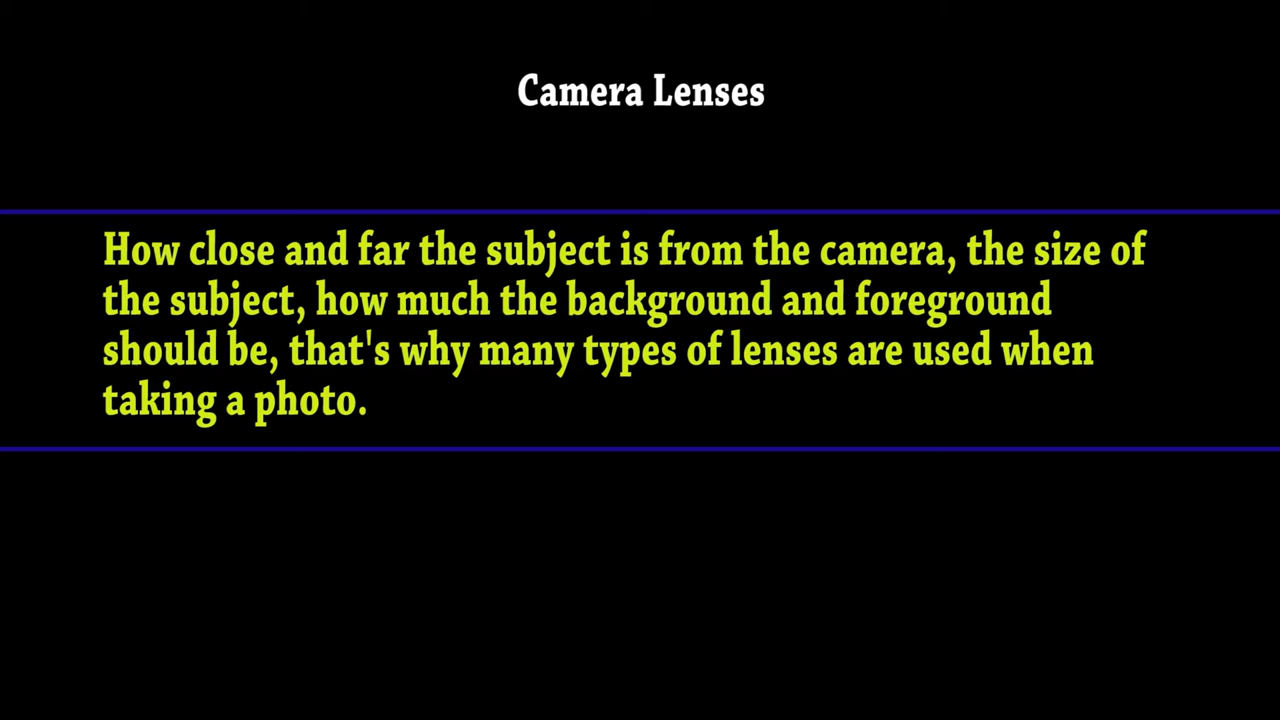 Camera Lenses
How close and far the subject is from the camera, the size of
the subject, how much the background and foreground
should be, that's why many types of lenses are used when
taking a photo.